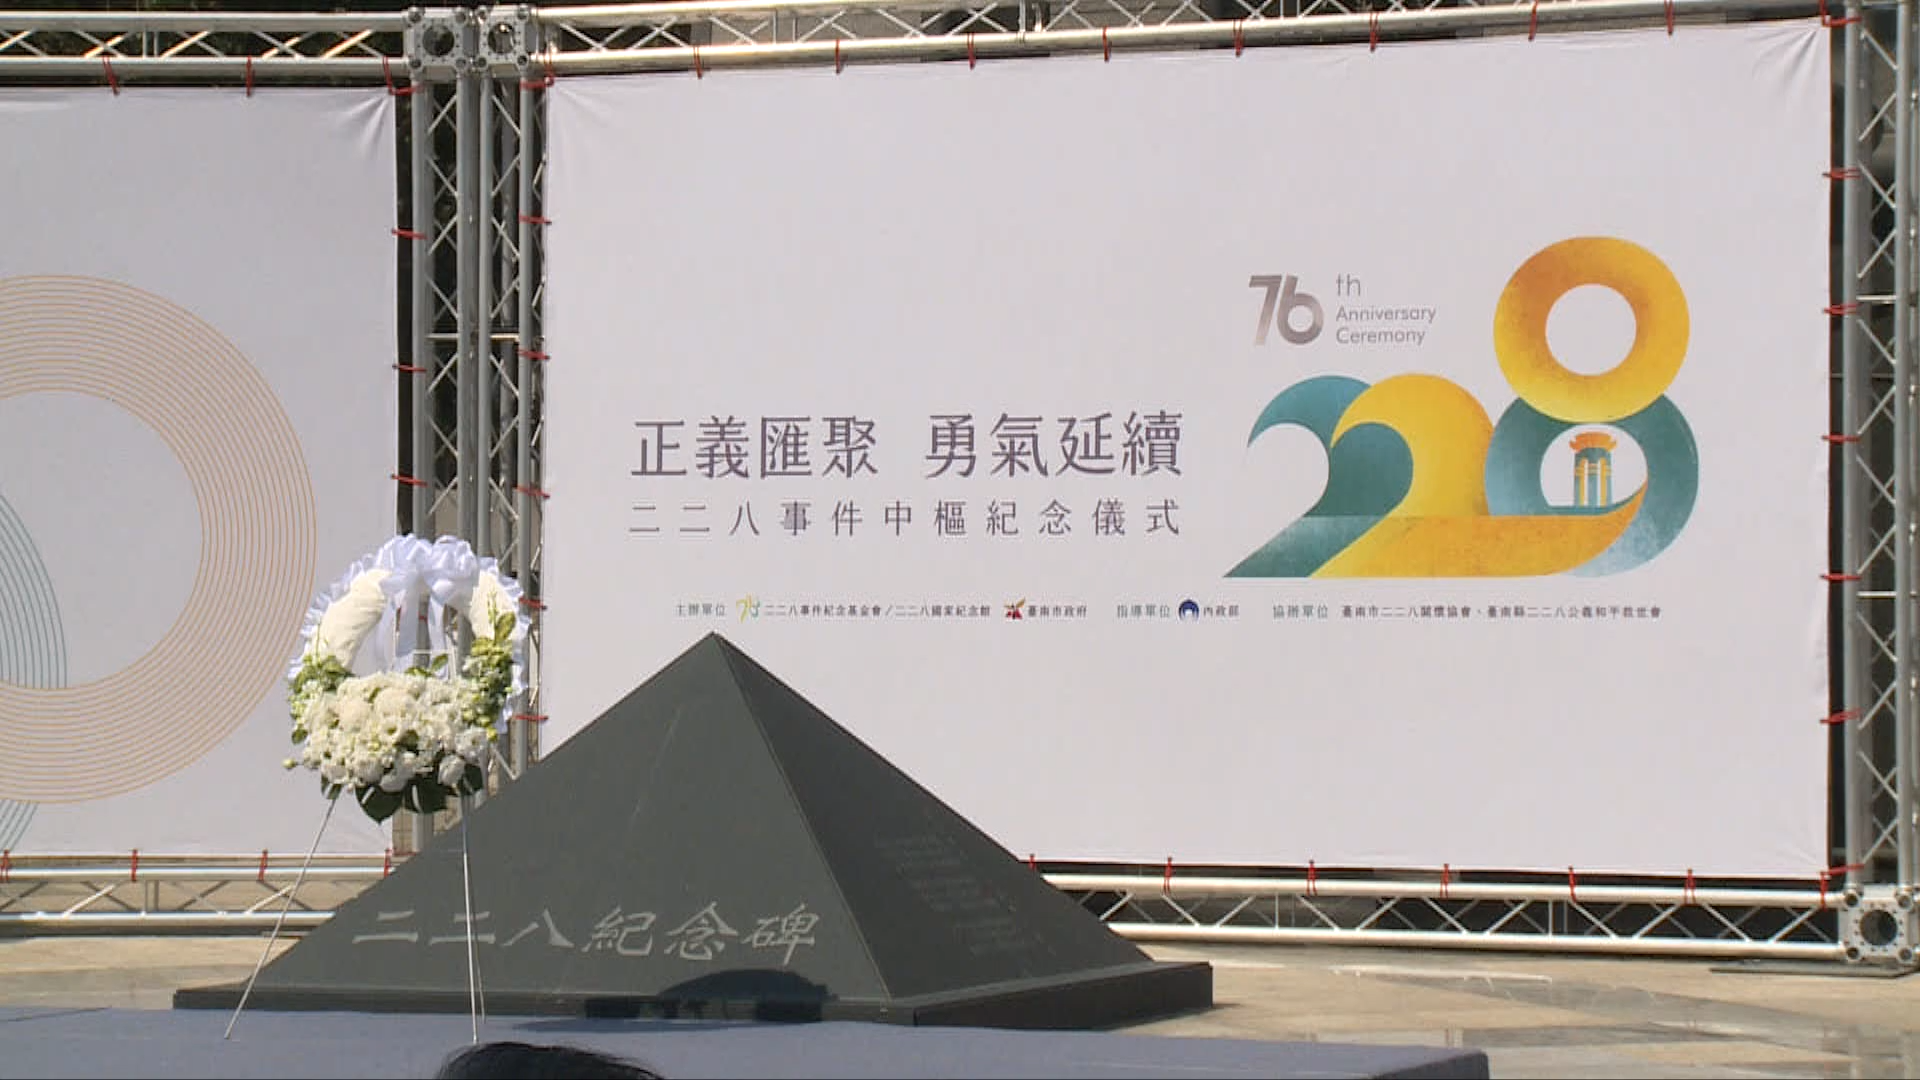 76 th
Anniversary
Ceremony
228
正義匯聚 勇氣延續
二二八事件中樞紀念儀式
主辦單位 76 二二八事件紀念基金會/二二八國家紀念館 臺南市政府 指導單位 內政部 協辦單位 臺南市二二八關懷協會、臺南縣二二八公義和平救世會
二二八紀念碑